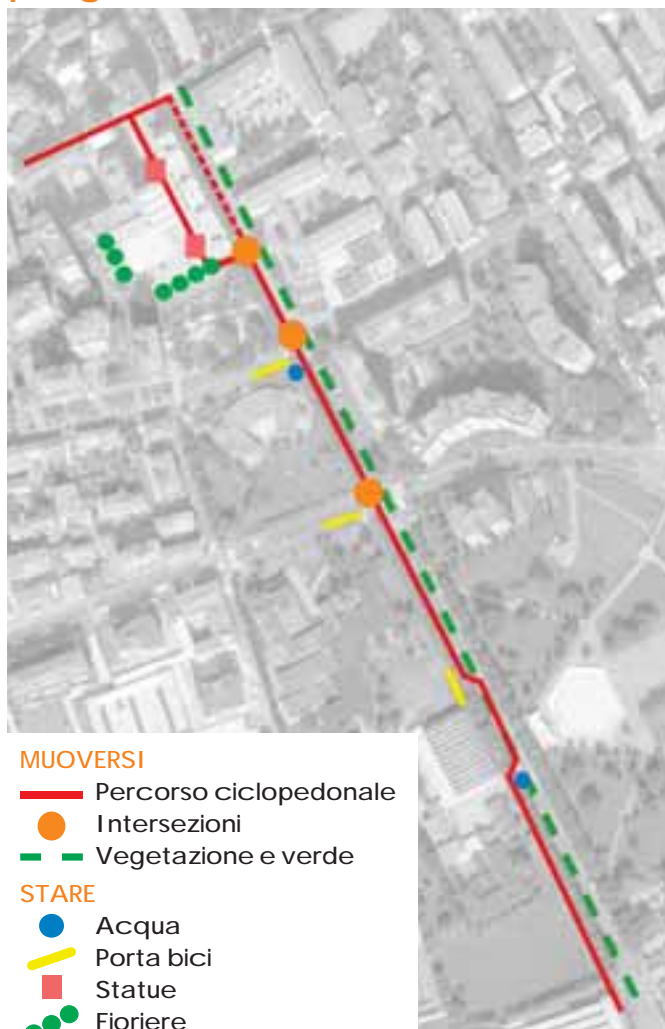 MUOVERSI
Percorso ciclopedonale
Intersezioni
Vegetazione e verde
STARE
Acqua
Porta bici
Statue
Fioriere